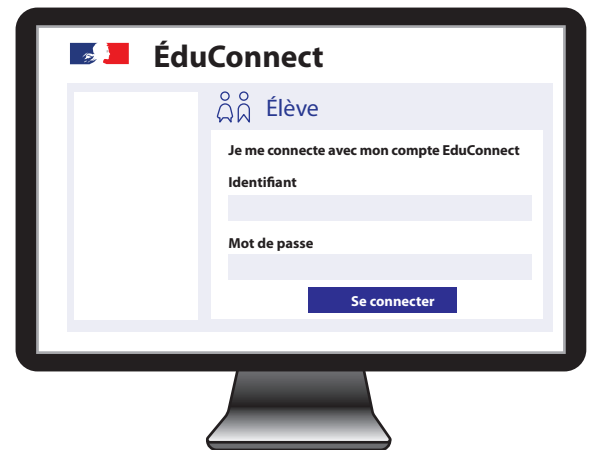 ÉduConnect
Élève
Je me connecte avec mon compte EduConnect
Identifiant
Mot de passe
Se connecter